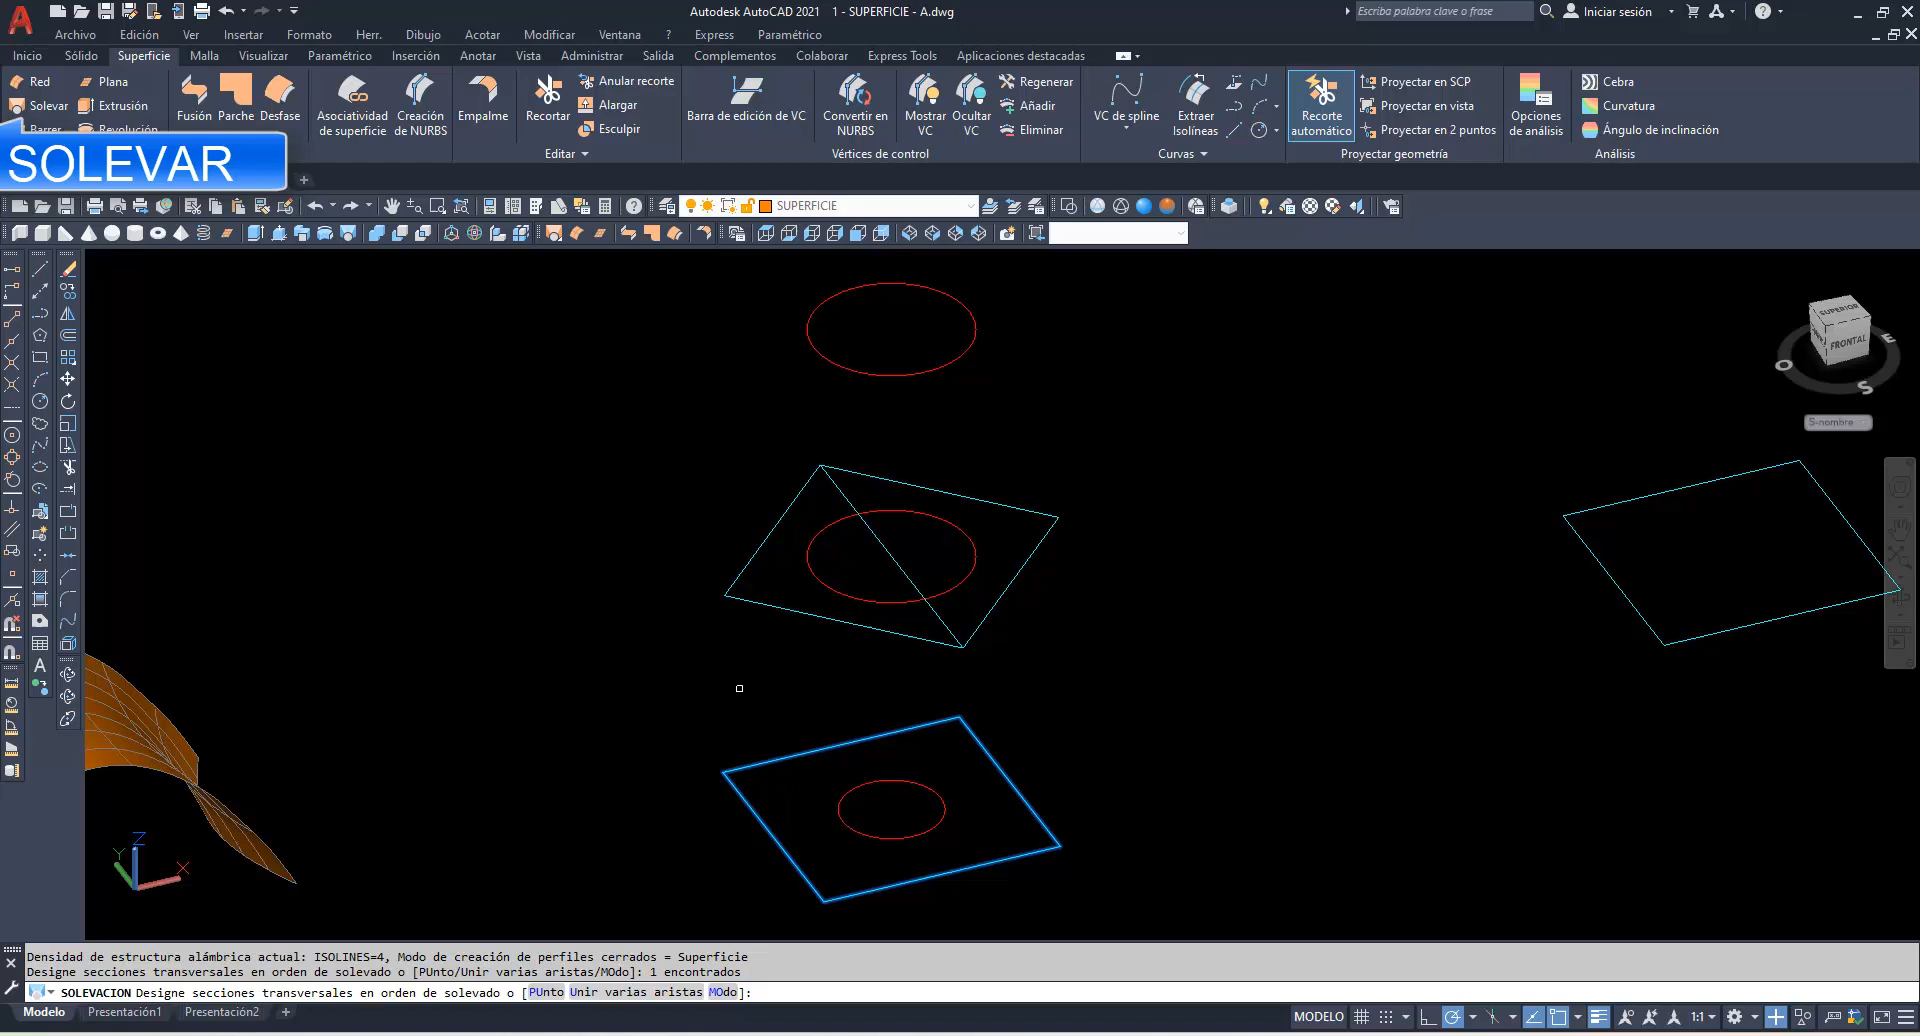 Autodesk AutoCAD 2021 1 - SUPERFICIE - A.dwg
Escriba palabra clave o frase
Iniciar sesión
Archivo Edición Ver Insertar Formato Herr. Dibujo Acotar Modificar Ventana ? Express Paramétrico
Inicio Sólido Superficie Malla Visualizar Paramétrico Inserción Anotar Vista Administrar Salida Complementos Colaborar Express Tools Aplicaciones destacadas
Red Plana
Solevar Extrusión
Barrer Revolución
SOLEVAR
Fusión Parche Desfase
Asociatividad
de superficie
Creación
de NURBS
Empalme
Recortar
Anular recorte
Alargar
Esculpir
Editar
Barra de edición de VC
Convertir en
NURBS
Mostrar
VC
Ocultar
VC
Regenerar
Añadir
Eliminar
Vértices de control
VC de spline
Extraer
Isolíneas
Curvas
Recorte
automático
Proyectar en SCP
Proyectar en vista
Proyectar en 2 puntos
Proyectar geometría
Opciones
de análisis
Cebra
Curvatura
Ángulo de inclinación
Análisis
SUPERFICIE
SUPERIOR
FRONTAL
E
O
S
S-nombre
Z
Y
X
Densidad de estructura alámbrica actual: ISOLINES=4, Modo de creación de perfiles cerrados = Superficie
Designe secciones transversales en orden de solevado o [PUnto/Unir varias aristas/MOdo]: 1 encontrados
SOLEVACION Designe secciones transversales en orden de solevado o [PUnto Unir varias aristas MOdo]:
Modelo Presentación1 Presentación2 +
MODELO
1:1